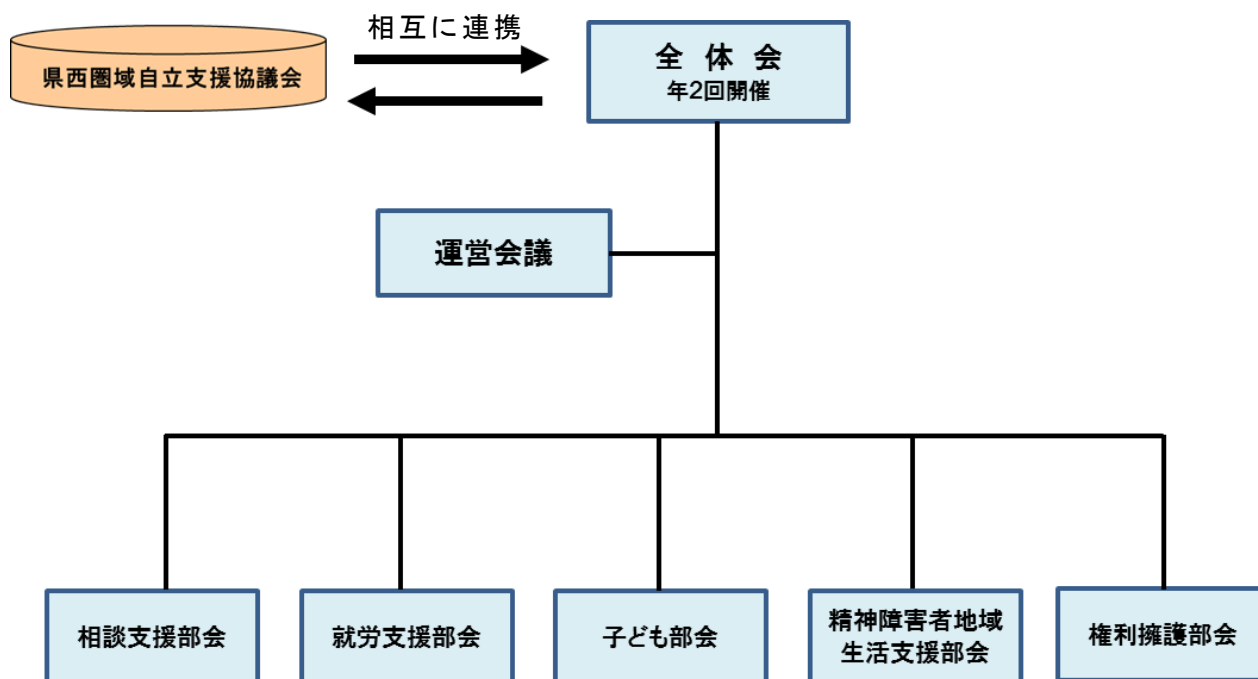 相互に連携
県西圏域自立支援協議会
全体会
年2回開催
運営会議
相談支援部会
就労支援部会
子ども部会
精神障害者地域
生活支援部会
権利擁護部会